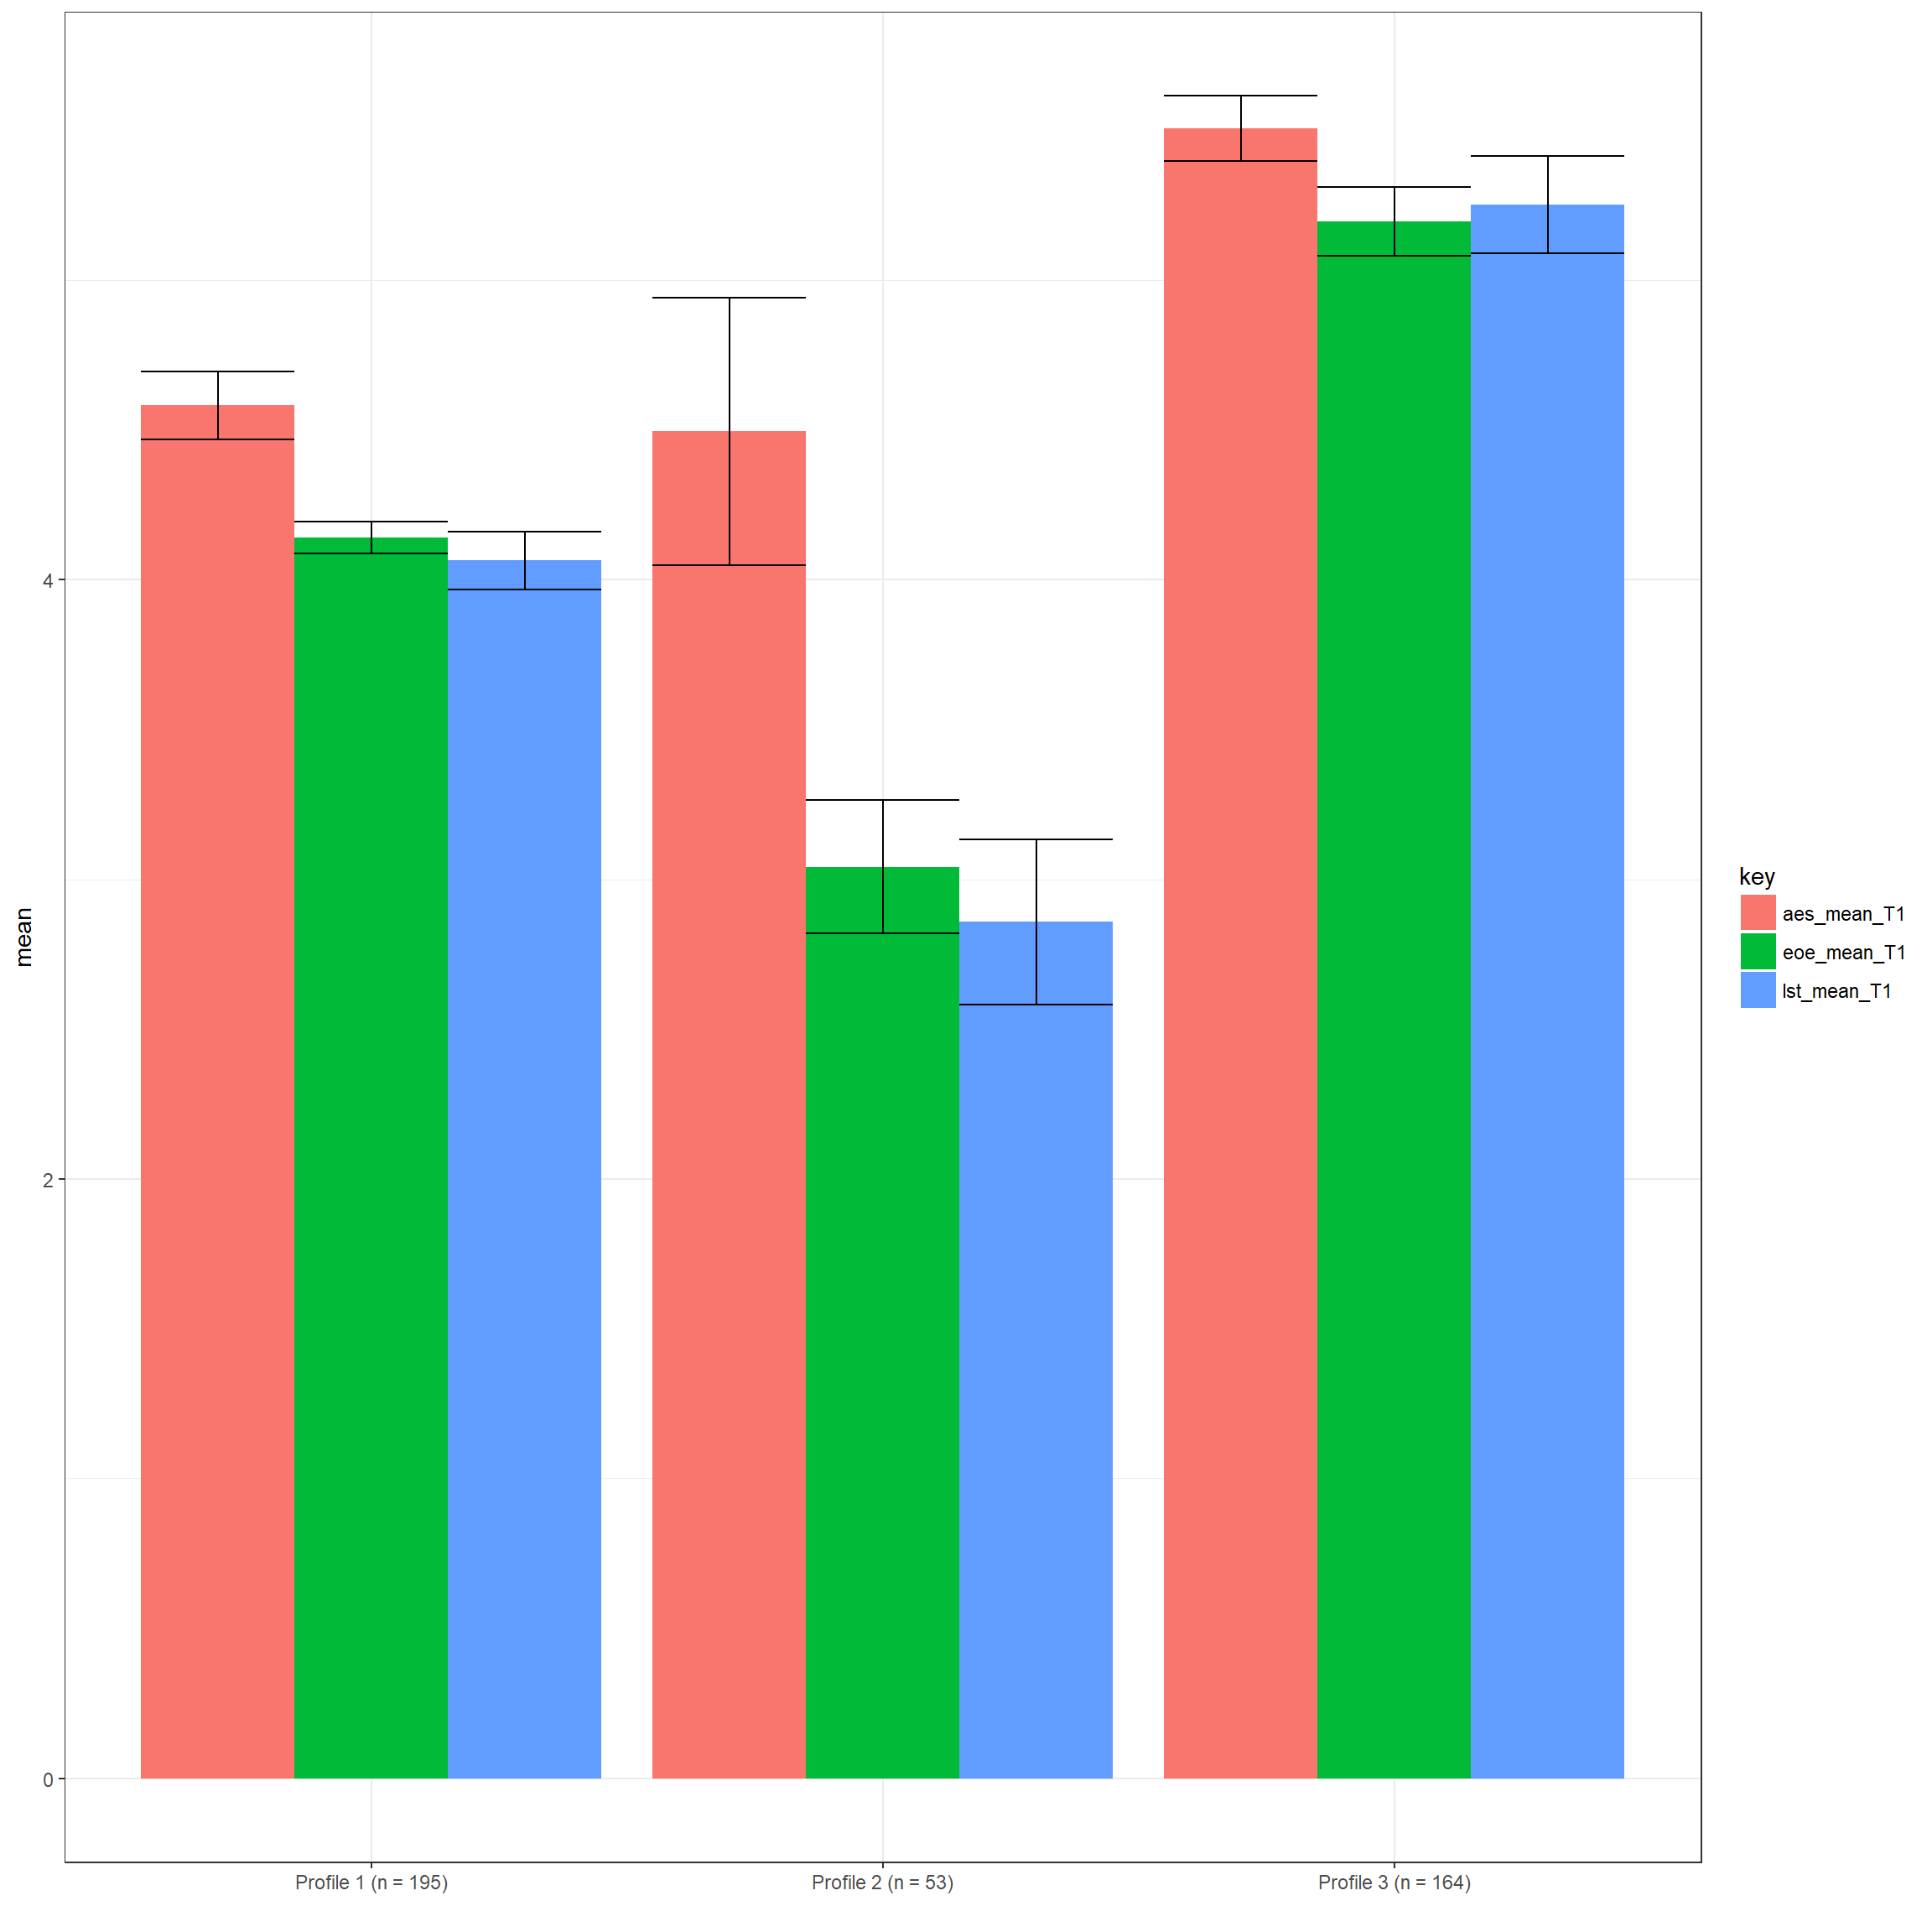 mean
4
2
0
Profile 1 (n = 195)
Profile 2 (n = 53)
Profile 3 (n = 164)
key
aes_mean_T1
eoe_mean_T1
lst_mean_T1